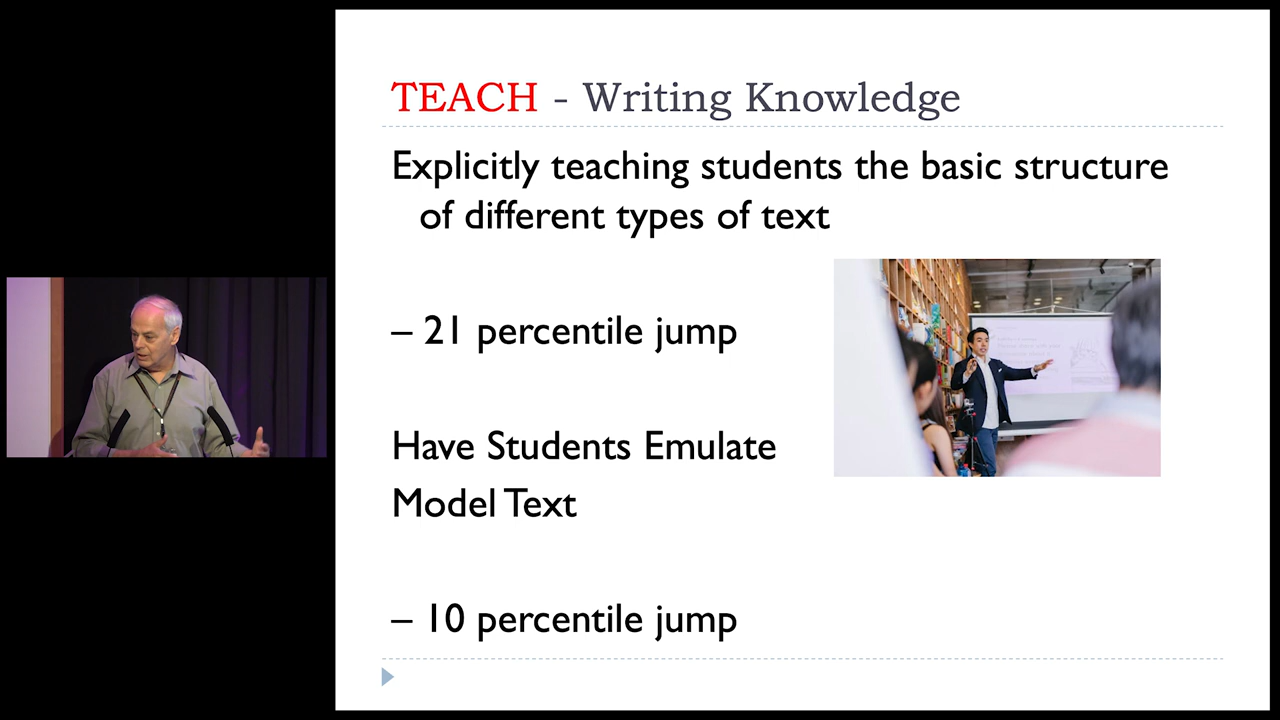 TEACH - Writing Knowledge
Explicitly teaching students the basic structure
of different types of text
– 21 percentile jump
Have Students Emulate
Model Text
– 10 percentile jump